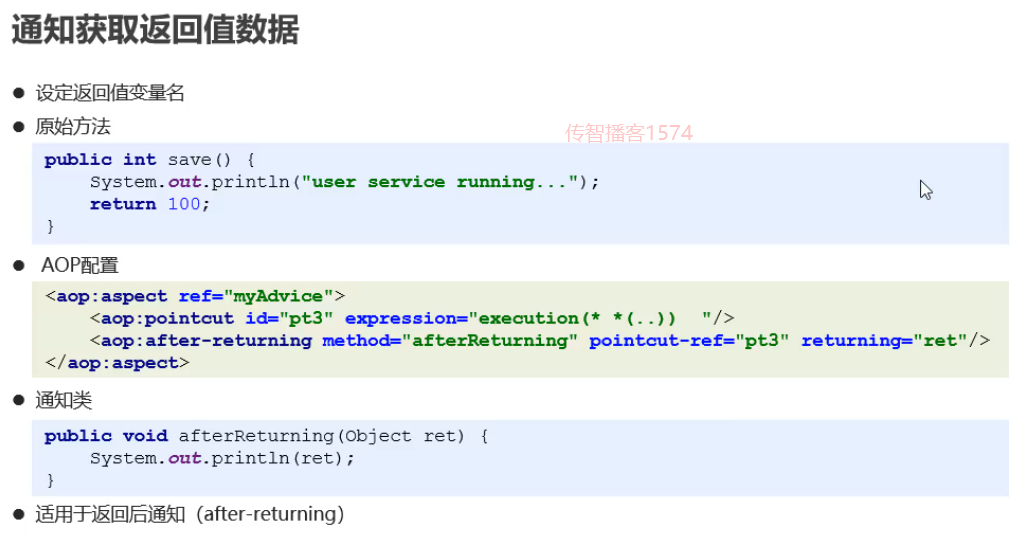 通知获取返回值数据
● 设定返回值变量名
● 原始方法
传智播客1574
public int save() {
    System.out.println("user service running...");
    return 100;
}
● AOP配置
<aop:aspect ref="myAdvice">
    <aop:pointcut id="pt3" expression="execution(* *(..))  "/>
    <aop:after-returning method="afterReturning" pointcut-ref="pt3" returning="ret"/>
</aop:aspect>
● 通知类
public void afterReturning(Object ret) {
    System.out.println(ret);
}
● 适用于返回后通知（after-returning）